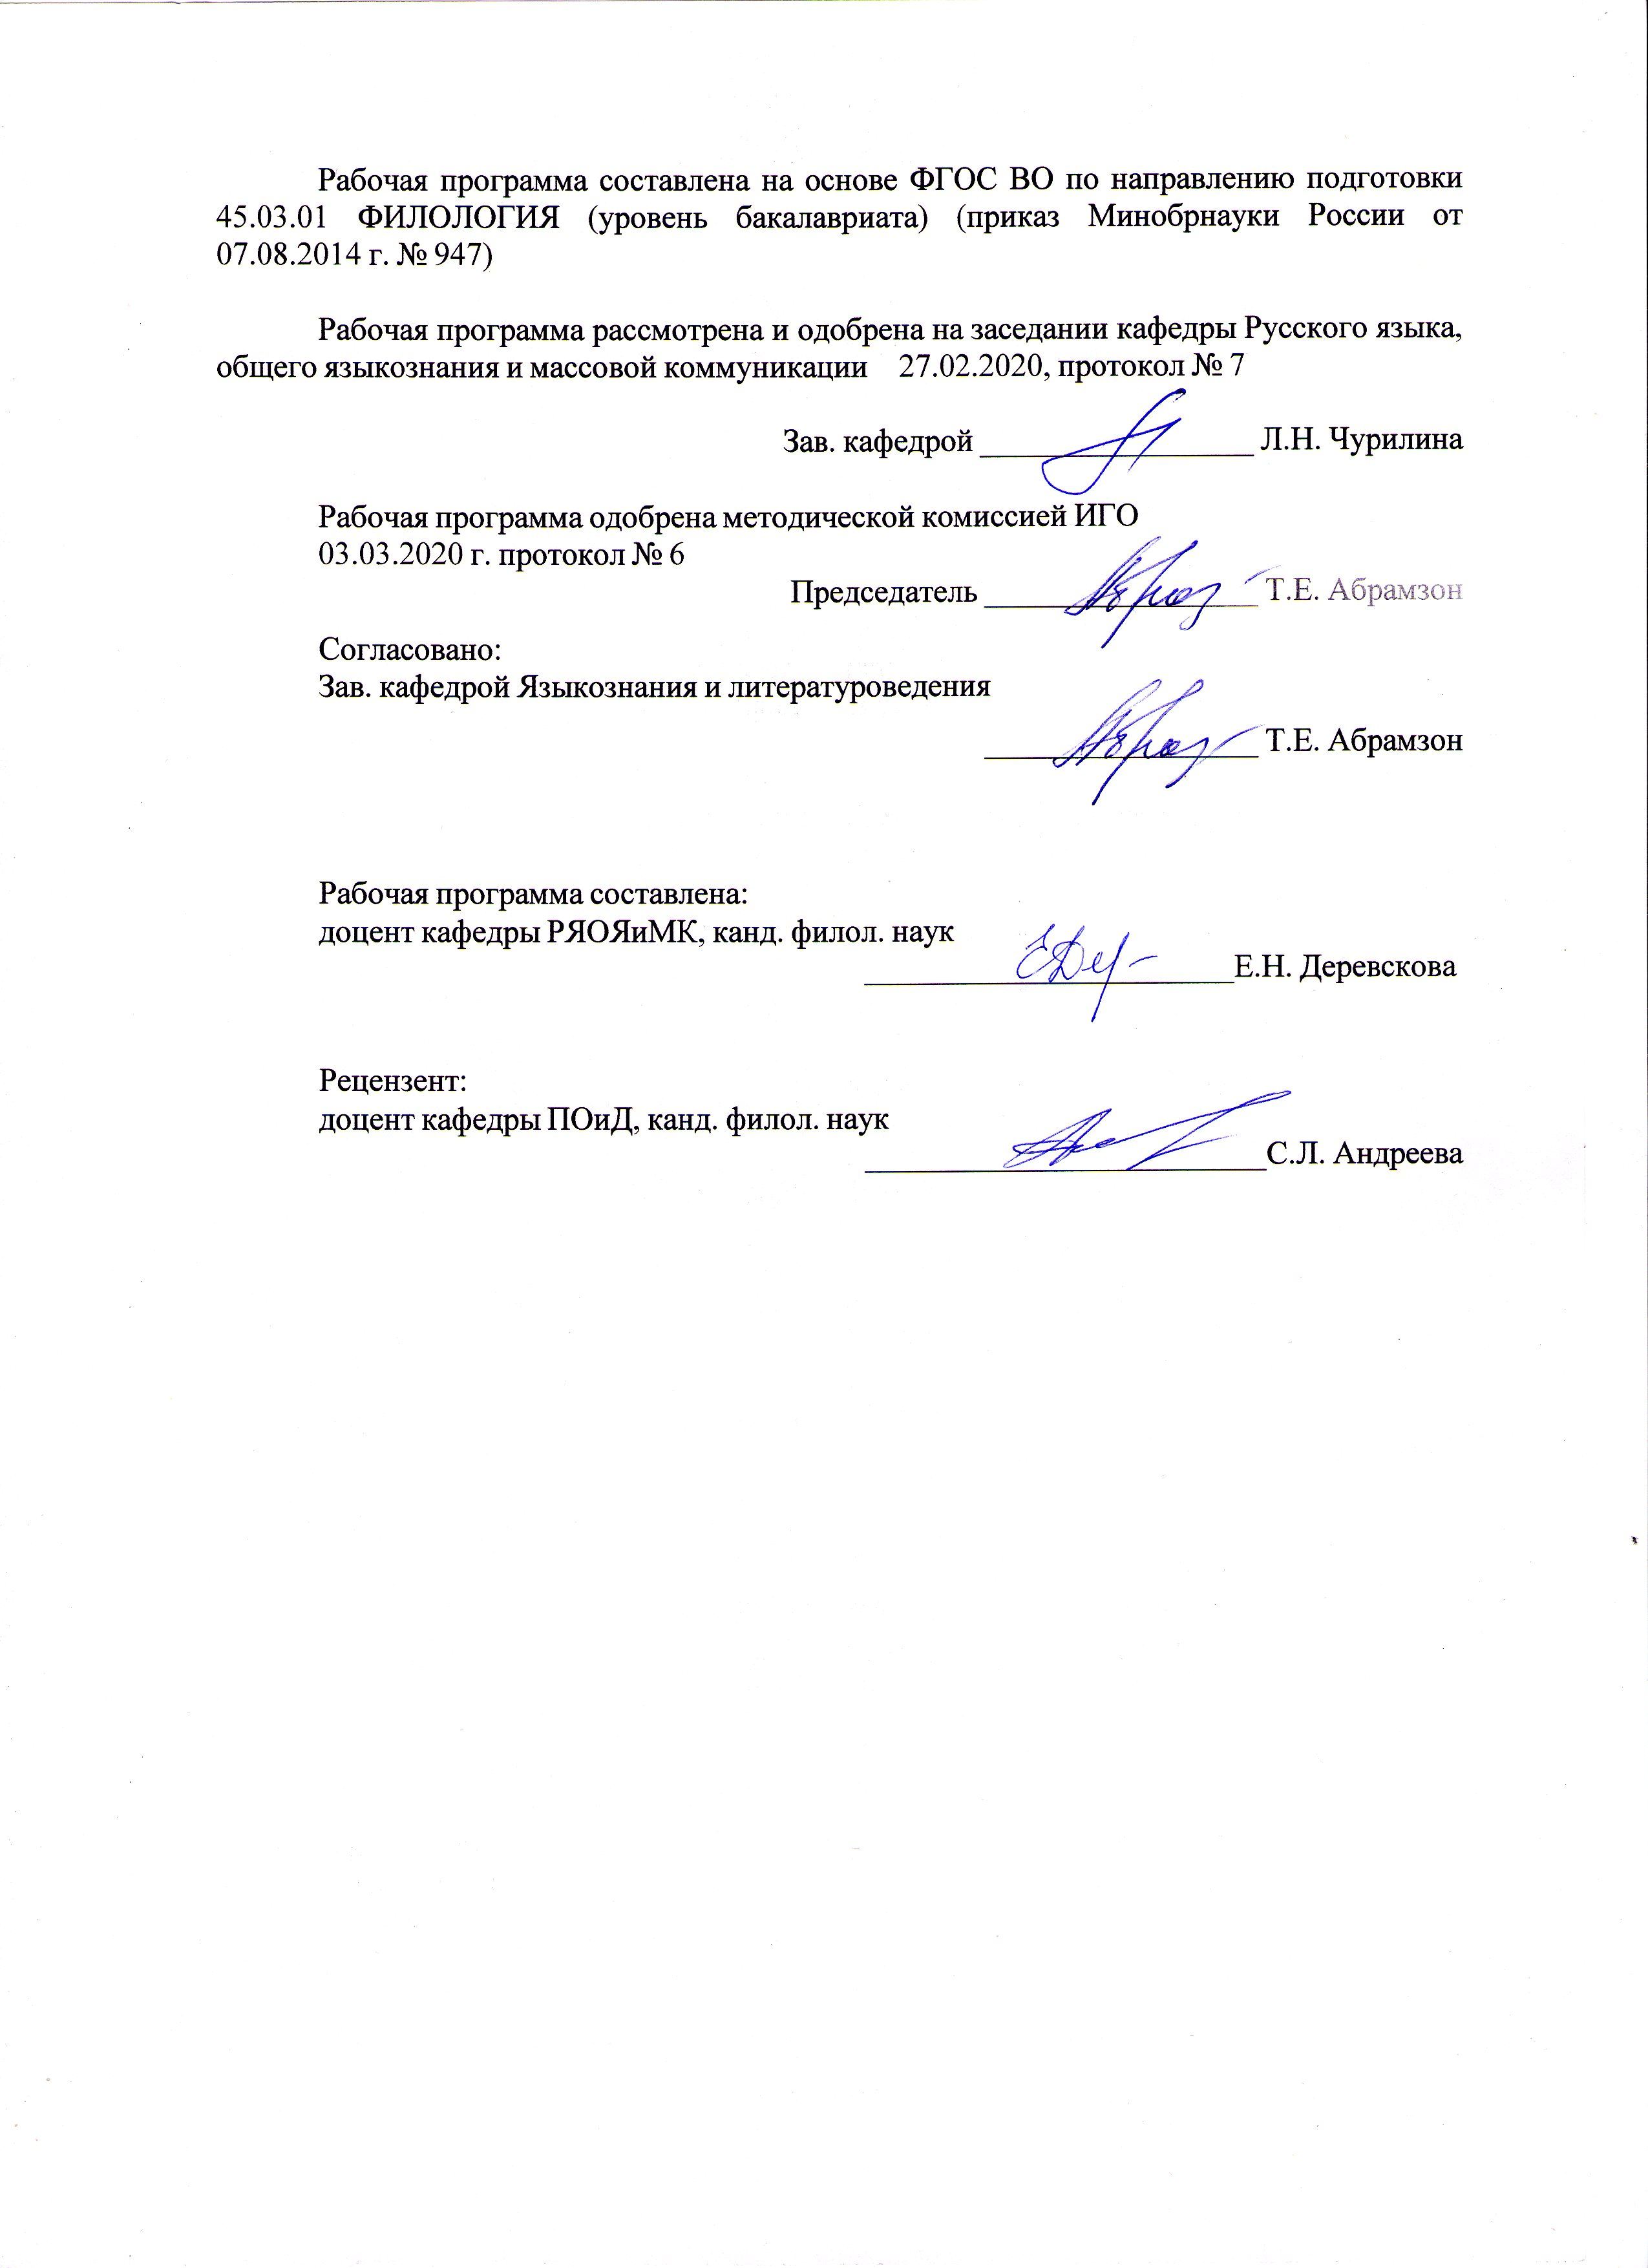 Рабочая программа составлена на основе ФГОС ВО по направлению подготовки
45.03.01 ФИЛОЛОГИЯ (уровень бакалавриата) (приказ Минобрнауки России от
07.08.2014 г. № 947)
Рабочая программа рассмотрена и одобрена на заседании кафедры Русского языка,
общего языкознания и массовой коммуникации 27.02.2020, протокол № 7
Зав. кафедрой Л.Н. Чурилина
Рабочая программа одобрена методической комиссией ИГО
03.03.2020 г. протокол № 6
Председатель Т.Е. Абрамзон
Согласовано:
Зав. кафедрой Языкознания и литературоведения
Т.Е. Абрамзон
Рабочая программа составлена:
доцент кафедры РЯОЯиМК, канд. филол. наук
Е.Н. Деревскова
Рецензент:
доцент кафедры ПОиД, канд. филол. наук
С.Л. Андреева